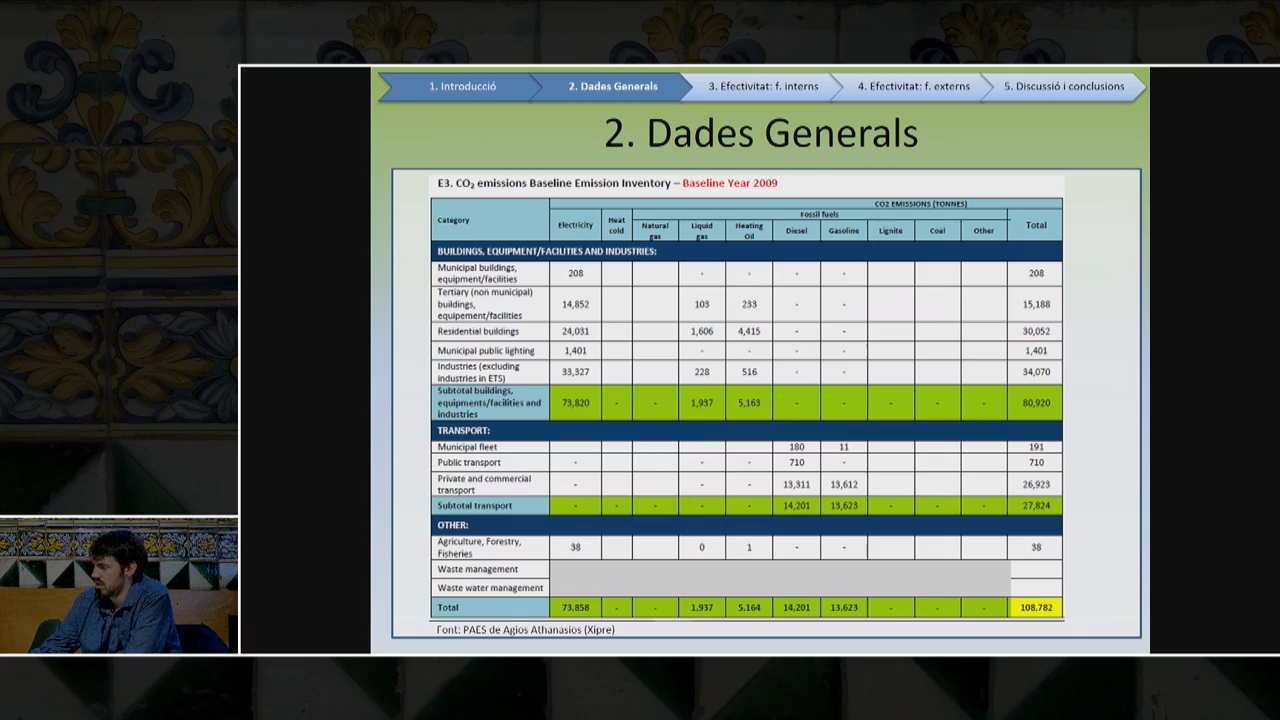 1. Introducció
2. Dades Generals
3. Efectivitat: f. interns
4. Efectivitat: f. externs
5. Discussió i conclusions
2. Dades Generals
E3. CO₂ emissions Baseline Emission Inventory – Baseline Year 2009
CO2 EMISSIONS (TONNES)
Category Electricity Heat cold Fossil fuels Total
Natural gas Liquid gas Heating Oil Diesel Gasoline Lignite Coal Other
BUILDINGS, EQUIPMENT/FACILITIES AND INDUSTRIES:
Municipal buildings, equipment/facilities 208 - - - - 208
Tertiary (non municipal) buildings, equipement/facilities 14,852 103 233 - - 15,188
Residential buildings 24,031 1,606 4,415 - - 30,052
Municipal public lighting 1,401 - - - - 1,401
Industries (excluding industries in ETS) 33,327 228 516 - - 34,070
Subtotal buildings, equipments/facilities and industries 73,820 - - 1,937 5,163 - - - - - 80,920
TRANSPORT:
Municipal fleet 180 11 191
Public transport - - - 710 - 710
Private and commercial transport - - - 13,311 13,612 26,923
Subtotal transport - - - - - 14,201 13,623 - - - 27,824
OTHER:
Agriculture, Forestry, Fisheries 38 0 1 - - 38
Waste management
Waste water management
Total 73,858 - - 1,937 5,164 14,201 13,623 - - - 108,782
Font: PAES de Agios Athanasios (Xipre)